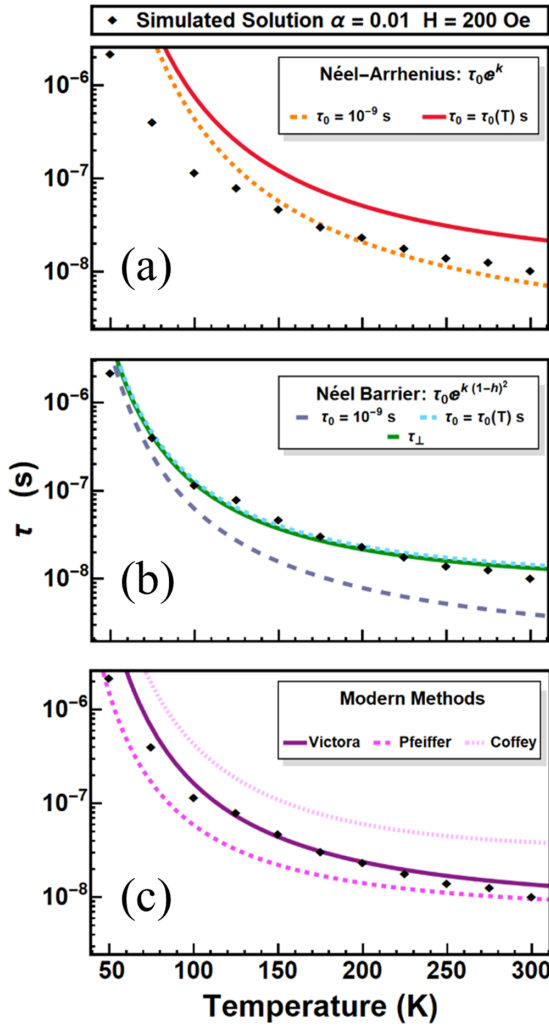 Simulated Solution α = 0.01 H = 200 Oe
10⁻⁶
10⁻⁷
10⁻⁸
Néel–Arrhenius: τ₀eᵏ
τ₀ = 10⁻⁹ s τ₀ = τ₀(T) s
(a)
10⁻⁶
10⁻⁷
10⁻⁸
Néel Barrier: τ₀eᵏ ⁽¹⁻ʰ⁾²
τ₀ = 10⁻⁹ s τ₀ = τ₀(T) s
τ⊥
(b)
τ (s)
10⁻⁶
10⁻⁷
10⁻⁸
Modern Methods
Victora Pfeiffer Coffey
(c)
50 100 150 200 250 300
Temperature (K)